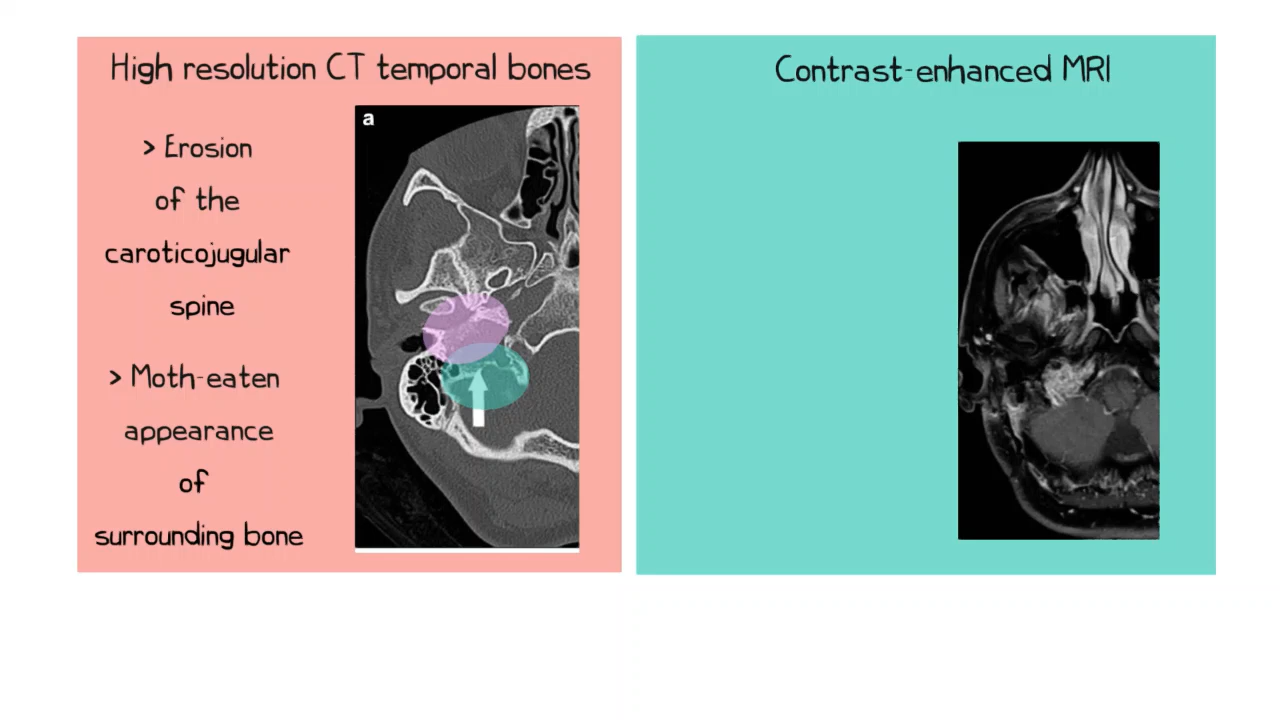 High resolution CT temporal bones
> Erosion
of the
caroticojugular
spine
> Moth-eaten
appearance
of
surrounding bone
a
Contrast-enhanced MRI